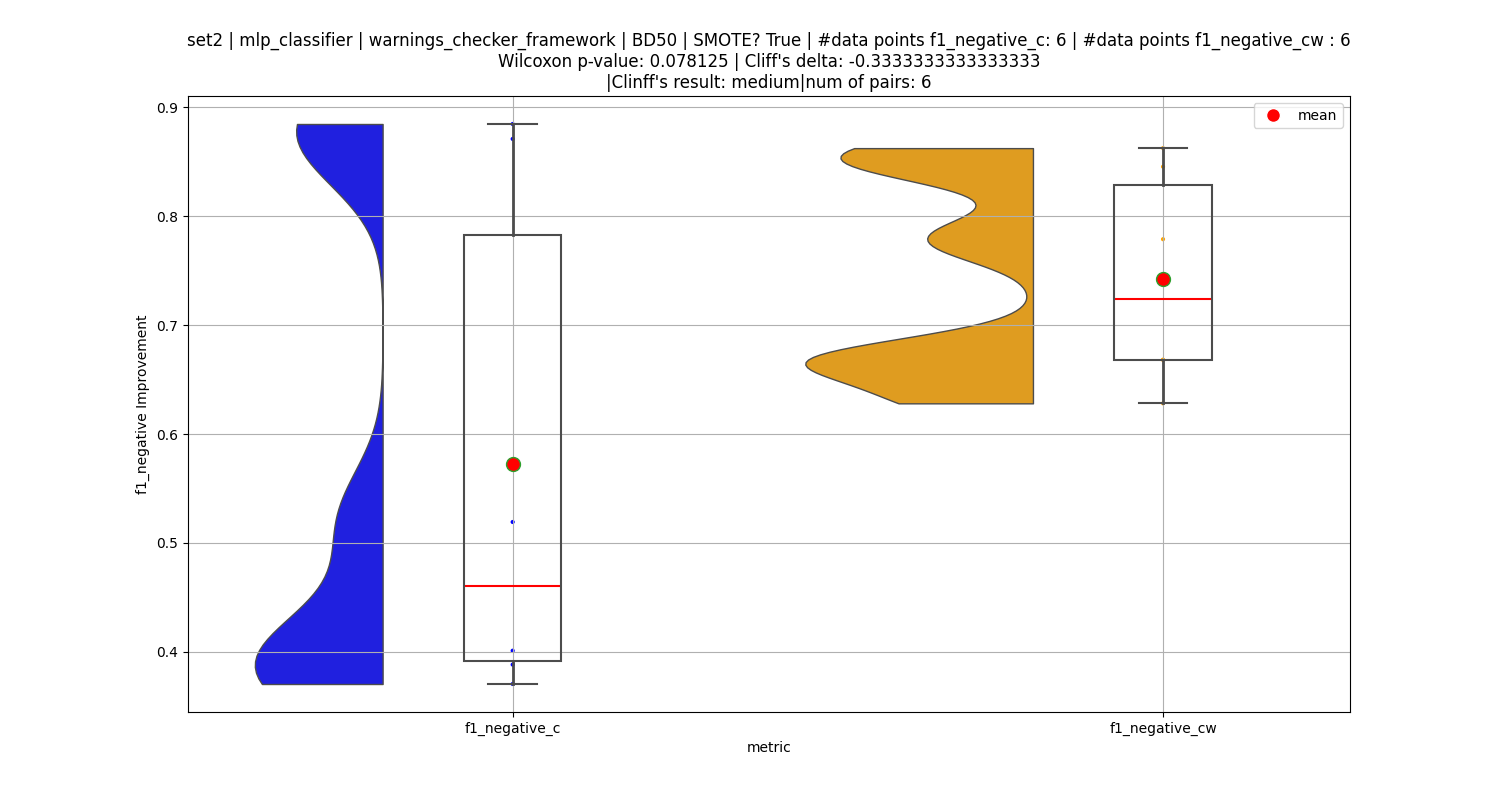 set2 | mlp_classifier | warnings_checker_framework | BD50 | SMOTE? True | #data points f1_negative_c: 6 | #data points f1_negative_cw : 6
Wilcoxon p-value: 0.078125 | Cliff's delta: -0.3333333333333333
|Clinff's result: medium|num of pairs: 6
mean
0.9
0.8
0.7
0.6
0.5
0.4
f1_negative Improvement
f1_negative_c
f1_negative_cw
metric